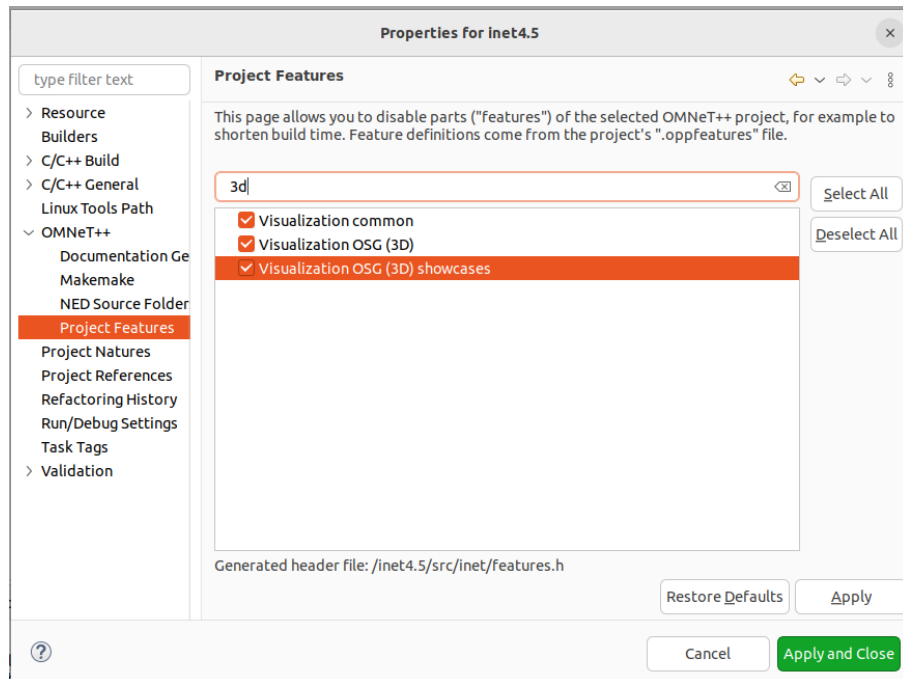 Properties for inet4.5
type filter text
Resource
Builders
C/C++ Build
C/C++ General
Linux Tools Path
OMNeT++
Documentation Ge
Makemake
NED Source Folder
Project Features
Project Natures
Project References
Refactoring History
Run/Debug Settings
Task Tags
Validation
Project Features
This page allows you to disable parts ("features") of the selected OMNeT++ project, for example to
shorten build time. Feature definitions come from the project's ".oppfeatures" file.
3d
Select All
Deselect All
Visualization common
Visualization OSG (3D)
Visualization OSG (3D) showcases
Generated header file: /inet4.5/src/inet/features.h
Restore Defaults
Apply
Cancel
Apply and Close